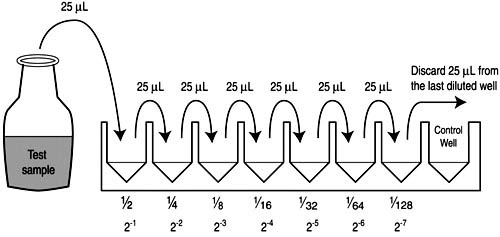 25 µL
25 µL 25 µL 25 µL 25 µL 25 µL 25 µL
Discard 25 µL from
the last diluted well
Test
sample
Control
Well
½ ¼ ⅛ 1/16 1/32 1/64 1/128
2⁻¹ 2⁻² 2⁻³ 2⁻⁴ 2⁻⁵ 2⁻⁶ 2⁻⁷